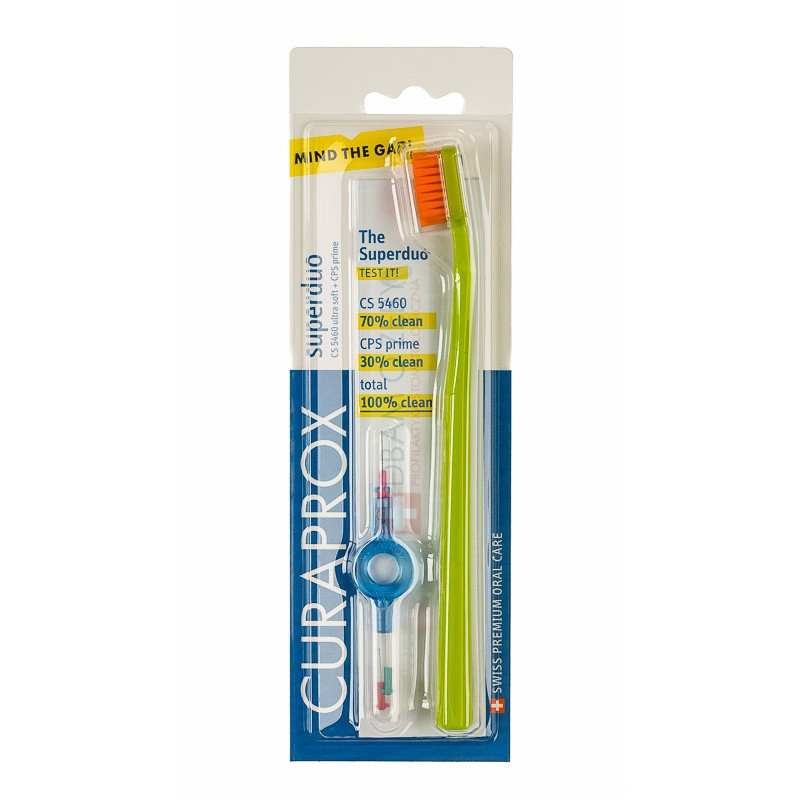 MIND THE GAP!
The
Superduo
TEST IT!
CS 5460
70% clean
CPS prime
30% clean
total
100% clean
superduo
CS 5460 ultra soft + CPS prime
CURAPROX
SWISS PREMIUM ORAL CARE